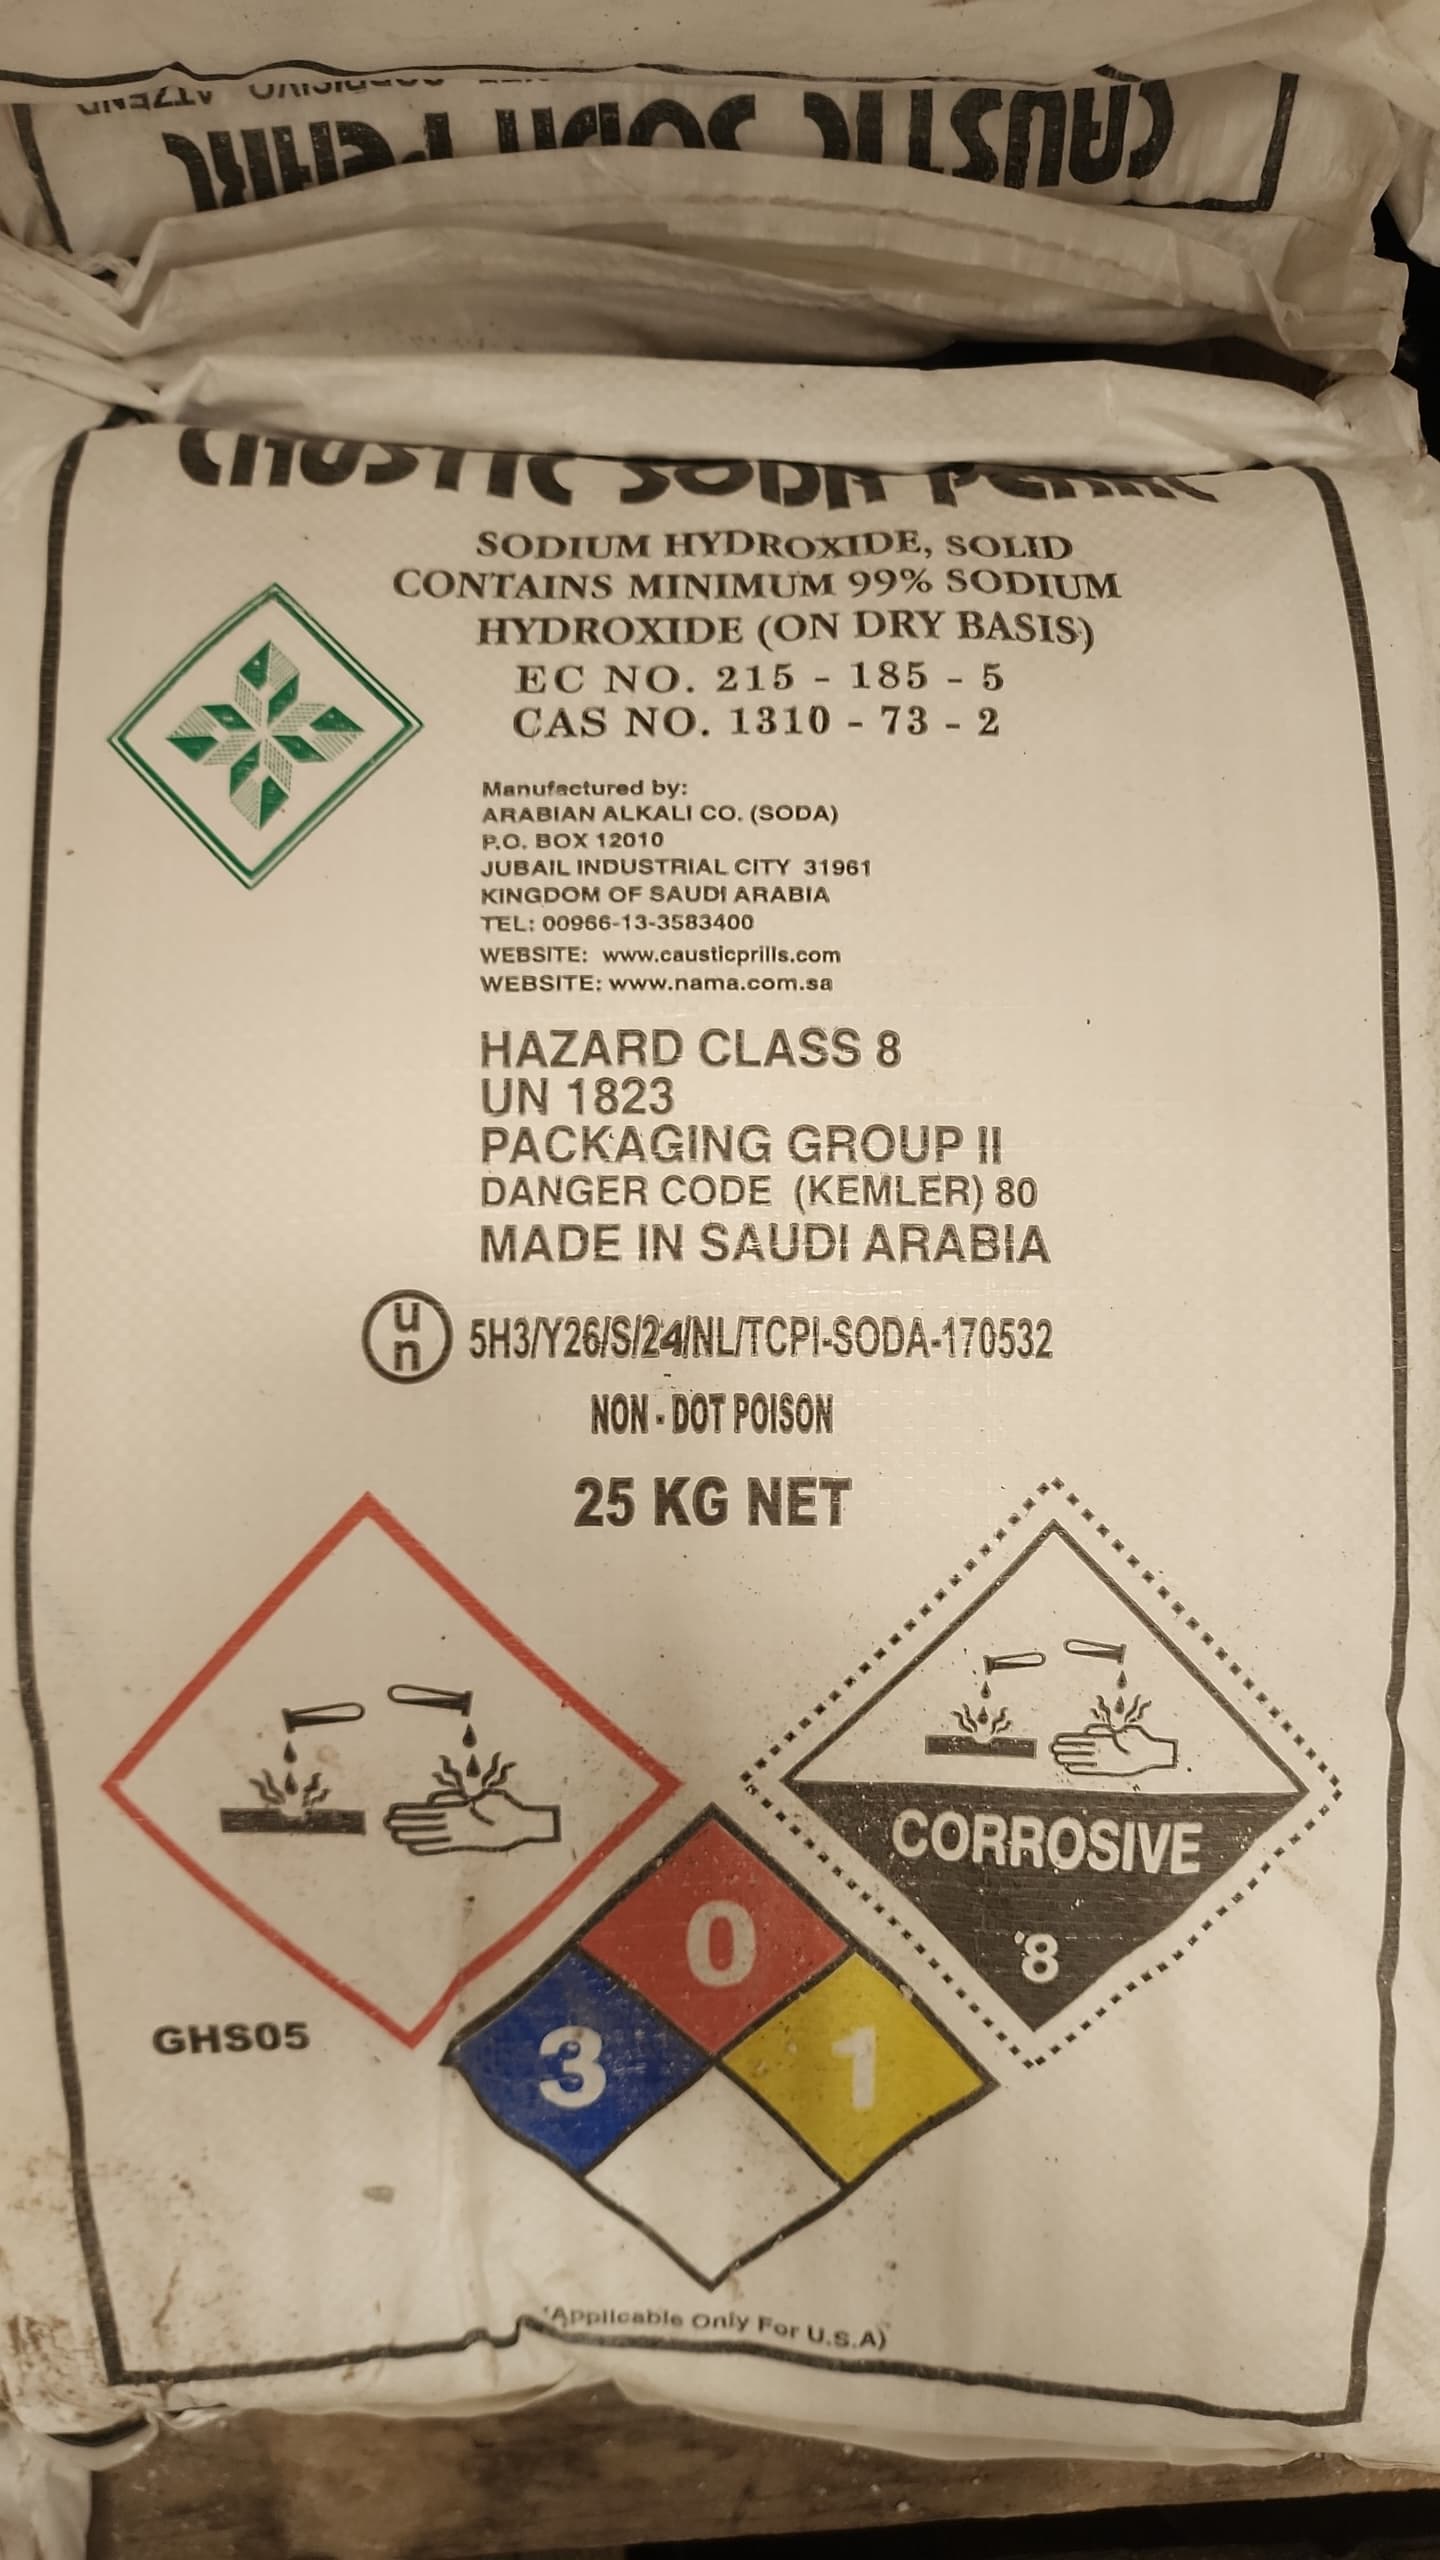 CAUSTIC SODA PEARL
CAUSTIC SODA PEARL
SODIUM HYDROXIDE, SOLID
CONTAINS MINIMUM 99% SODIUM
HYDROXIDE (ON DRY BASIS)
EC NO. 215 - 185 - 5
CAS NO. 1310 - 73 - 2
Manufactured by:
ARABIAN ALKALI CO. (SODA)
P.O. BOX 12010
JUBAIL INDUSTRIAL CITY 31961
KINGDOM OF SAUDI ARABIA
TEL: 00966-13-3583400
WEBSITE: www.causticprills.com
WEBSITE: www.nama.com.sa
HAZARD CLASS 8
UN 1823
PACKAGING GROUP II
DANGER CODE (KEMLER) 80
MADE IN SAUDI ARABIA
un 5H3/Y26/S/24/NL/TCPI-SODA-170532
NON - DOT POISON
25 KG NET
CORROSIVE
8
0
3 1
GHS05
(Applicable Only For U.S.A)